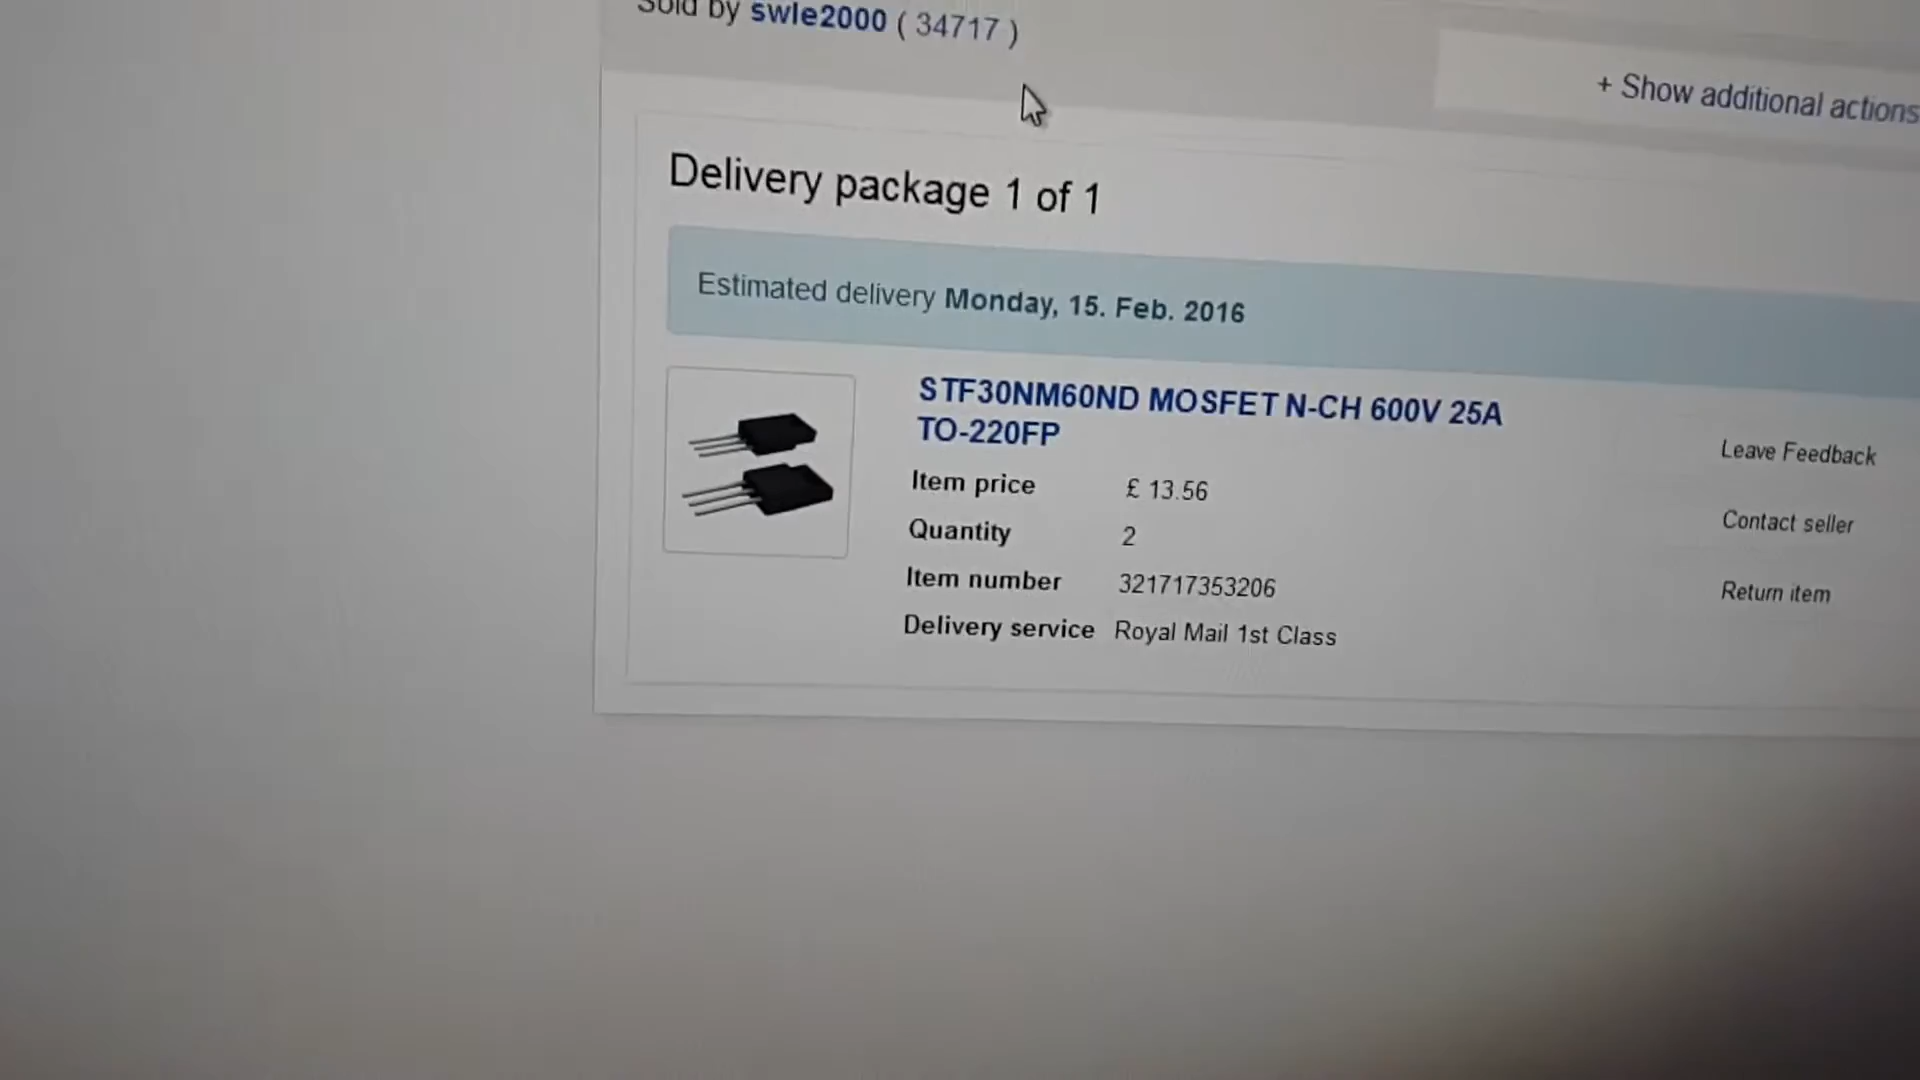 Sold by swle2000 ( 34717 )
+ Show additional actions
Delivery package 1 of 1
Estimated delivery Monday, 15. Feb. 2016
STF30NM60ND MOSFET N-CH 600V 25A
TO-220FP
Item price £ 13.56
Quantity 2
Item number 321717353206
Delivery service Royal Mail 1st Class
Leave Feedback
Contact seller
Return item